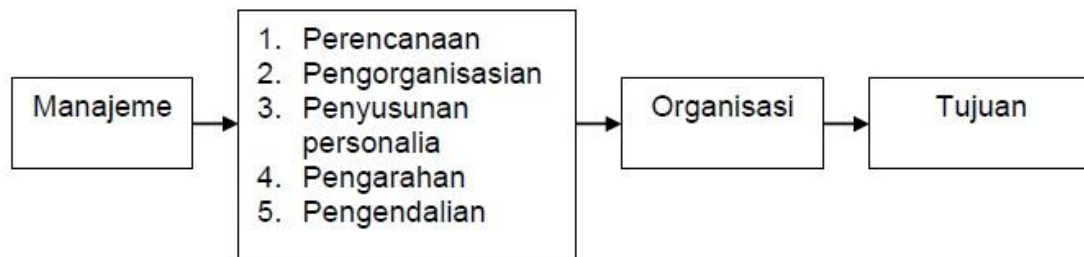 Manajeme
1. Perencanaan
2. Pengorganisasian
3. Penyusunan
personalia
4. Pengarahan
5. Pengendalian
Organisasi
Tujuan